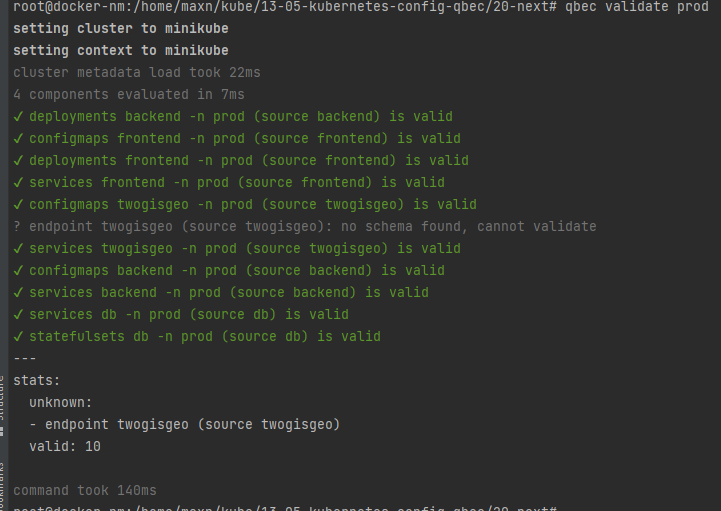 root@docker-nm:/home/maxn/kube/13-05-kubernetes-config-qbec/20-next# qbec validate prod
setting cluster to minikube
setting context to minikube
cluster metadata load took 22ms
4 components evaluated in 7ms
✓ deployments backend -n prod (source backend) is valid
✓ configmaps frontend -n prod (source frontend) is valid
✓ deployments frontend -n prod (source frontend) is valid
✓ services frontend -n prod (source frontend) is valid
✓ configmaps twogisgeo -n prod (source twogisgeo) is valid
? endpoint twogisgeo (source twogisgeo): no schema found, cannot validate
✓ services twogisgeo -n prod (source twogisgeo) is valid
✓ configmaps backend -n prod (source backend) is valid
✓ services backend -n prod (source backend) is valid
✓ services db -n prod (source db) is valid
✓ statefulsets db -n prod (source db) is valid
---
stats:
  unknown:
  - endpoint twogisgeo (source twogisgeo)
  valid: 10
command took 140ms
root@docker-nm:/home/maxn/kube/13-05-kubernetes-config-qbec/20-next#